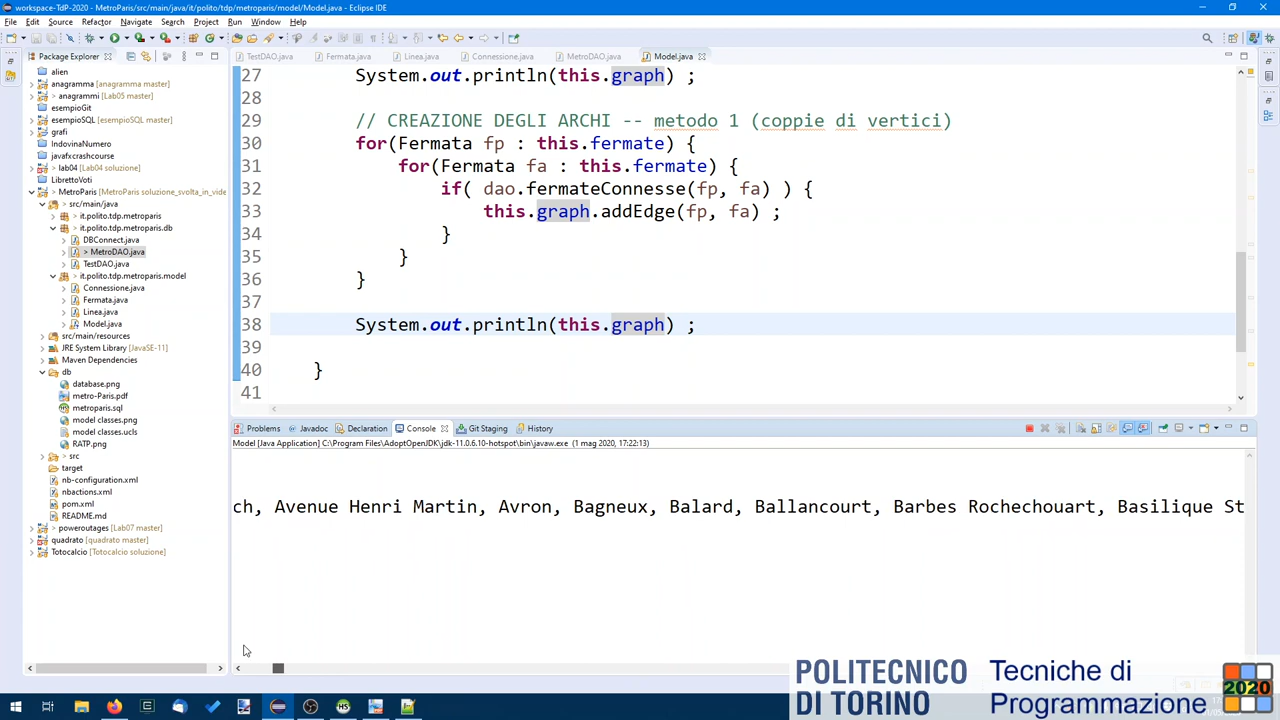 workspace-TdP-2020 - MetroParis/src/main/java/it/polito/tdp/metroparis/model/Model.java - Eclipse IDE
File Edit Source Refactor Navigate Search Project Run Window Help
Package Explorer
TestDAO.java Fermata.java Linea.java Connessione.java MetroDAO.java Model.java
alien
anagramma (anagramma master)
> anagrammi (Lab05 master)
esempioGit
esempioSQL (esempioSQL master)
grafi
IndovinaNumero
javafxcrashcourse
> lab04 (Lab04 soluzione)
LibrettoVoti
MetroParis (MetroParis soluzione_svolta_in_vide
src/main/java
> it.polito.tdp.metroparis
> it.polito.tdp.metroparis.db
DBConnect.java
> MetroDAO.java
TestDAO.java
> it.polito.tdp.metroparis.model
Connessione.java
Fermata.java
Linea.java
Model.java
src/main/resources
JRE System Library [JavaSE-11]
Maven Dependencies
db
database.png
metro-Paris.pdf
metroparis.sql
model classes.png
model classes.ucls
RATP.png
> src
target
nb-configuration.xml
nbactions.xml
pom.xml
README.md
> poweroutages (Lab07 master)
quadrato (quadrato master)
Totocalcio (Totocalcio soluzione)
27 System.out.println(this.graph) ;
28
29 // CREAZIONE DEGLI ARCHI -- metodo 1 (coppie di vertici)
30 for(Fermata fp : this.fermate) {
31 for(Fermata fa : this.fermate) {
32 if( dao.fermateConnesse(fp, fa) ) {
33 this.graph.addEdge(fp, fa) ;
34 }
35 }
36 }
37
38 System.out.println(this.graph) ;
39
40 }
41
Problems Javadoc Declaration Console Git Staging History
Model [Java Application] C:\Program Files\AdoptOpenJDK\jdk-11.0.6.10-hotspot\bin\javaw.exe (1 mag 2020, 17:22:13)
ch, Avenue Henri Martin, Avron, Bagneux, Balard, Ballancourt, Barbes Rochechouart, Basilique St
POLITECNICO
DI TORINO
Tecniche di
Programmazione
2020